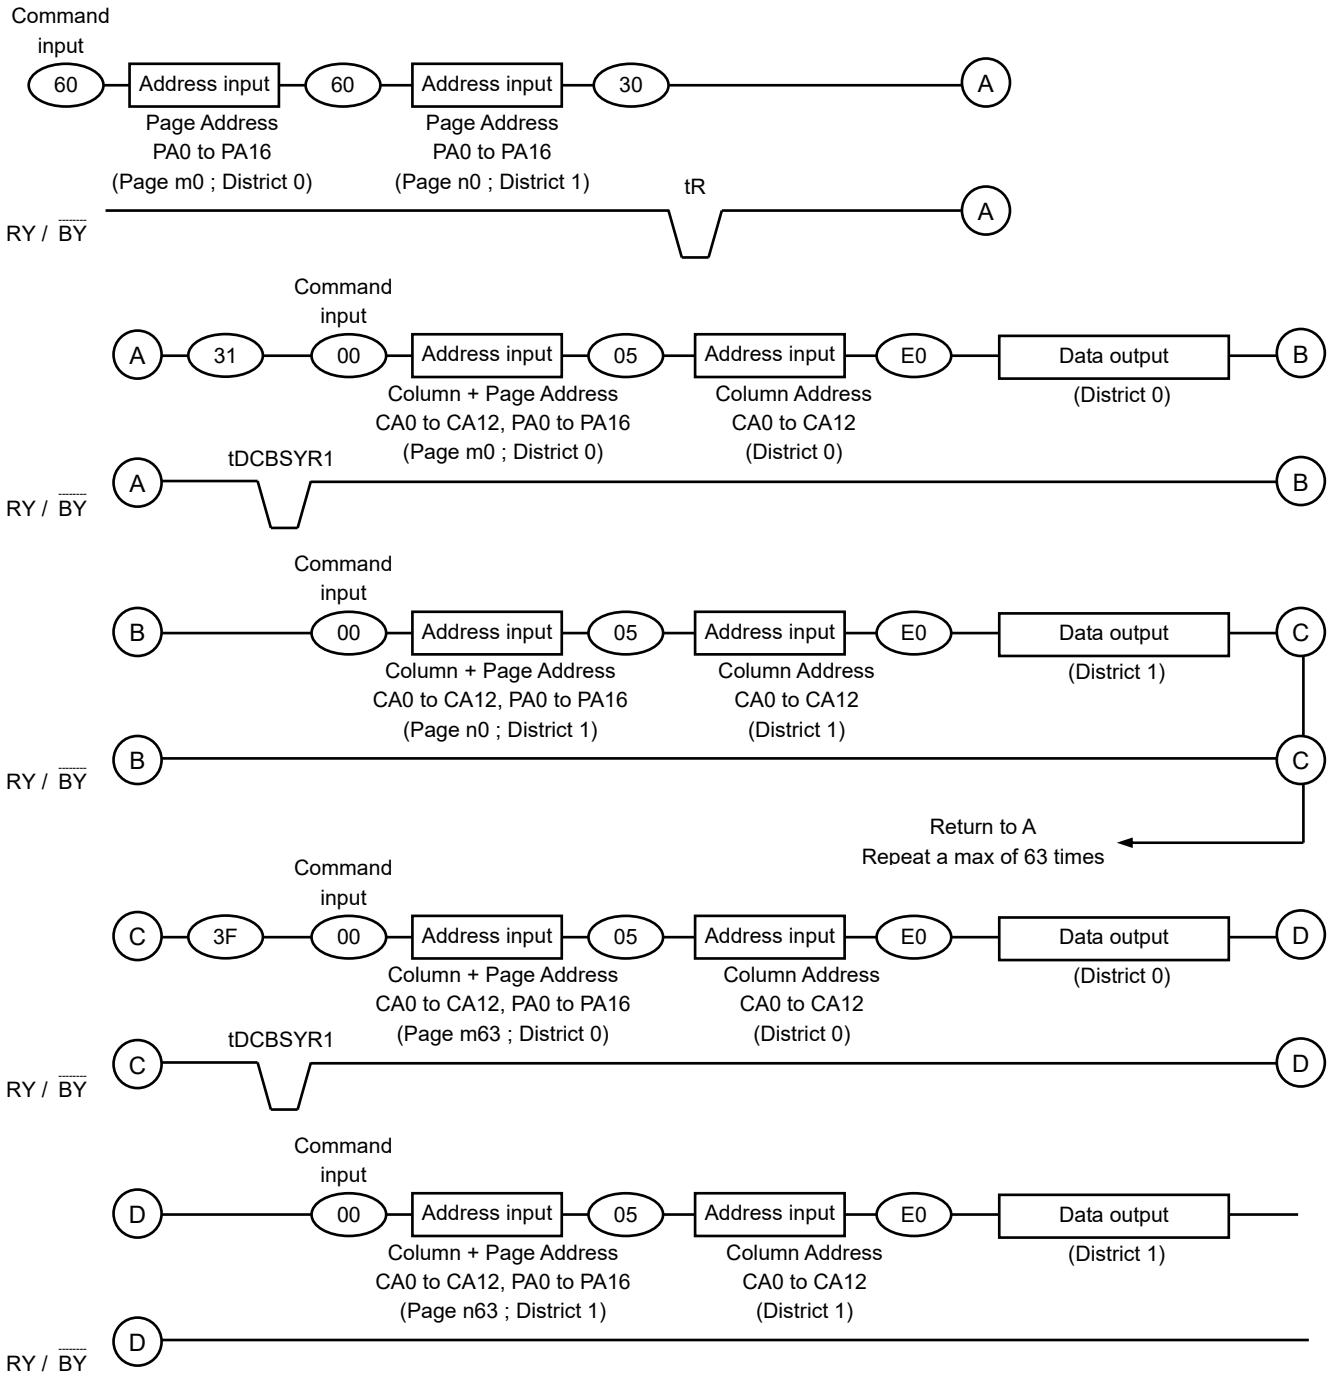 Command
input
60 Address input 60 Address input 30 A
Page Address Page Address
PA0 to PA16 PA0 to PA16
(Page m0 ; District 0) (Page n0 ; District 1)
tR
A
RY / BY
Command
input
A 31 00 Address input 05 Address input E0 Data output B
Column + Page Address Column Address (District 0)
CA0 to CA12, PA0 to PA16 CA0 to CA12
(Page m0 ; District 0) (District 0)
tDCBSYR1
A B
RY / BY
Command
input
B 00 Address input 05 Address input E0 Data output C
Column + Page Address Column Address (District 1)
CA0 to CA12, PA0 to PA16 CA0 to CA12
(Page n0 ; District 1) (District 1)
B C
RY / BY
Return to A
Repeat a max of 63 times
Command
input
C 3F 00 Address input 05 Address input E0 Data output D
Column + Page Address Column Address (District 0)
CA0 to CA12, PA0 to PA16 CA0 to CA12
(Page m63 ; District 0) (District 0)
tDCBSYR1
C D
RY / BY
Command
input
D 00 Address input 05 Address input E0 Data output
Column + Page Address Column Address (District 1)
CA0 to CA12, PA0 to PA16 CA0 to CA12
(Page n63 ; District 1) (District 1)
D
RY / BY